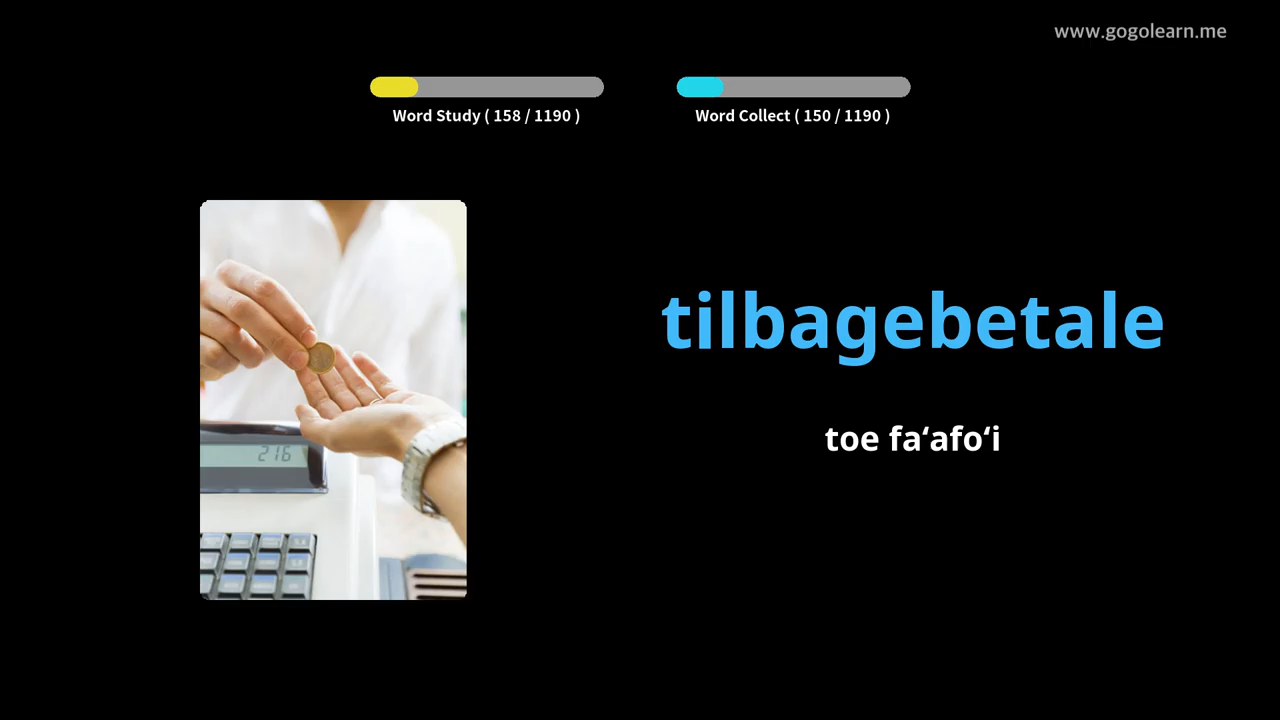 www.gogolearn.me
Word Study ( 158 / 1190 )
Word Collect ( 150 / 1190 )
216
tilbagebetale
toe fa‘afo‘i